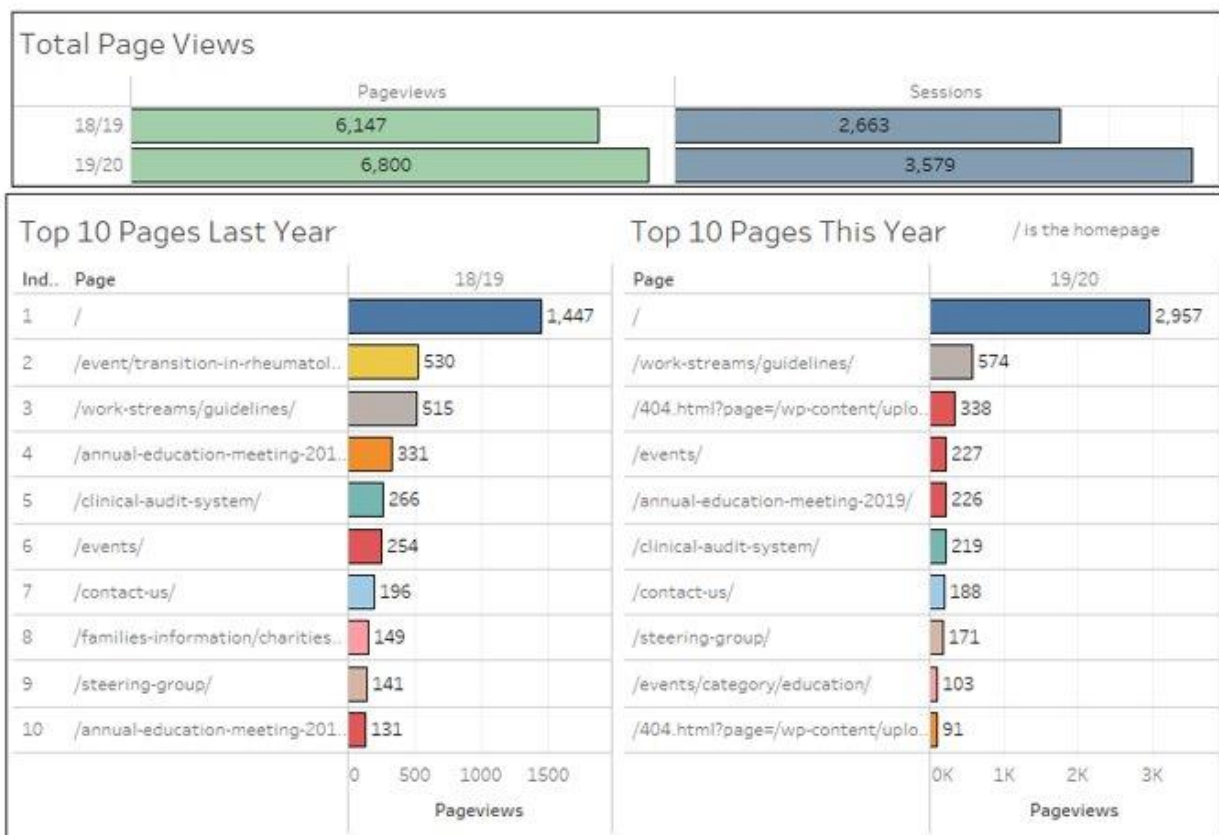 Total Page Views
Pageviews Sessions
18/19 6,147 2,663
19/20 6,800 3,579
Top 10 Pages Last Year
Ind.. Page 18/19
1 / 1,447
2 /event/transition-in-rheumatol.. 530
3 /work-streams/guidelines/ 515
4 /annual-education-meeting-201.. 331
5 /clinical-audit-system/ 266
6 /events/ 254
7 /contact-us/ 196
8 /families-information/charities.. 149
9 /steering-group/ 141
10 /annual-education-meeting-201.. 131
0 500 1000 1500
Pageviews
Top 10 Pages This Year / is the homepage
Page 19/20
/ 2,957
/work-streams/guidelines/ 574
/404.html?page=/wp-content/uplo.. 338
/events/ 227
/annual-education-meeting-2019/ 226
/clinical-audit-system/ 219
/contact-us/ 188
/steering-group/ 171
/events/category/education/ 103
/404.html?page=/wp-content/uplo.. 91
0K 1K 2K 3K
Pageviews